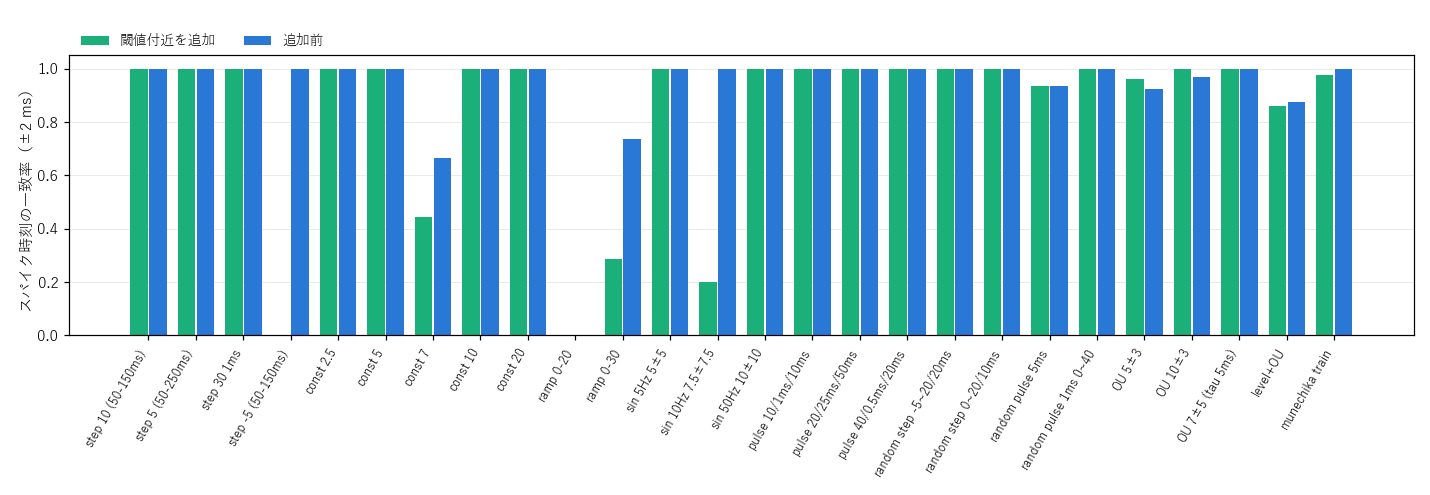 閾値付近を追加
追加前
スパイク時刻の一致率（±2 ms）
1.0
0.8
0.6
0.4
0.2
0.0
step 10 (50-150ms)
step 5 (50-250ms)
step 30 1ms
step -5 (50-150ms)
const 2.5
const 5
const 7
const 10
const 20
ramp 0-20
ramp 0-30
sin 5Hz 5±5
sin 10Hz 7.5±7.5
sin 50Hz 10±10
pulse 10/1ms/10ms
pulse 20/25ms/50ms
pulse 40/0.5ms/20ms
random step -5~20/20ms
random step 0~20/10ms
random pulse 5ms
random pulse 1ms 0~40
OU 5±3
OU 10±3
OU 7±5 (tau 5ms)
level+OU
munechika train